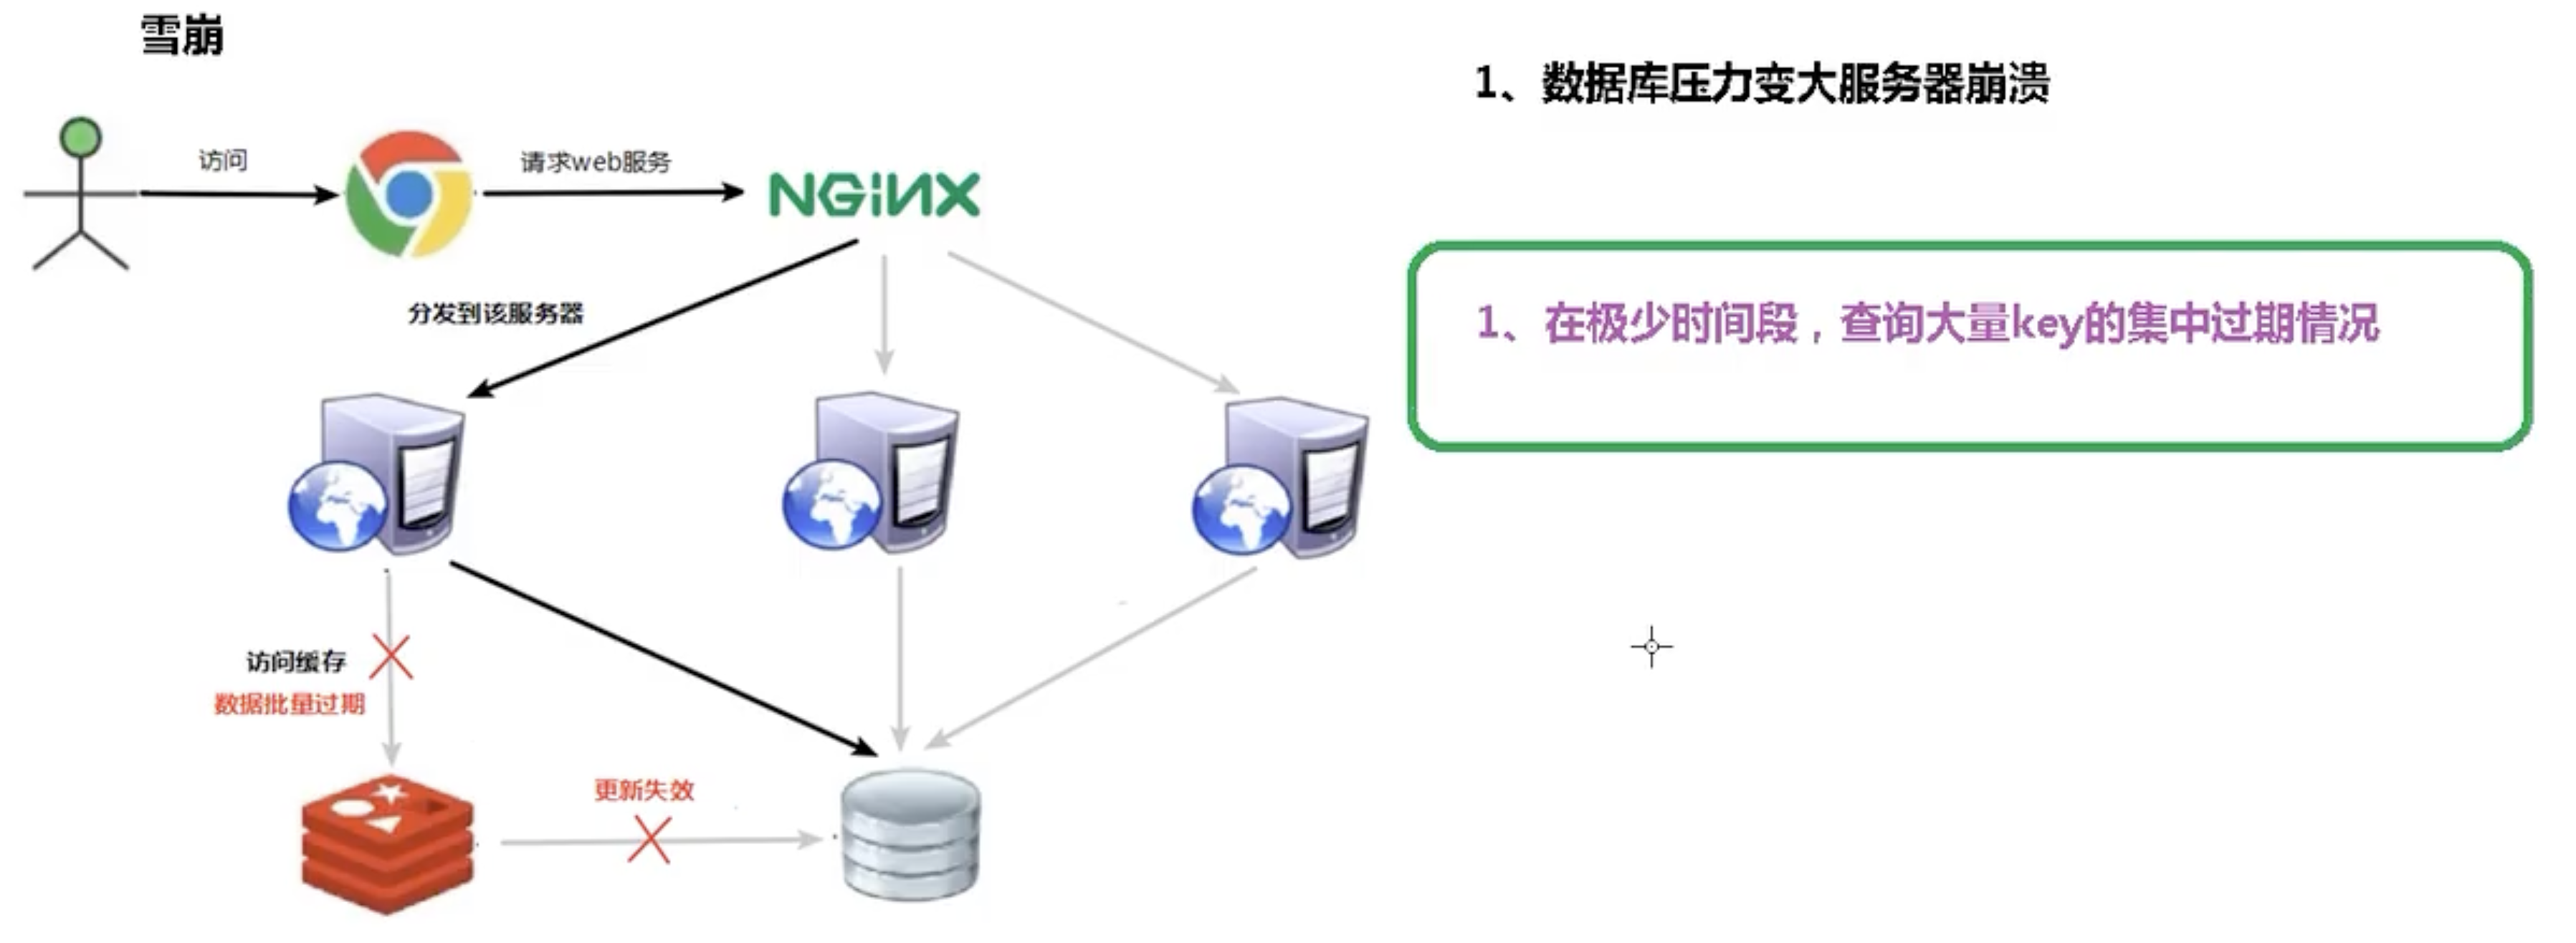 雪崩
1、数据库压力变大服务器崩溃
访问
请求web服务
NGINX
分发到该服务器
1、在极少时间段，查询大量key的集中过期情况
访问缓存
数据批量过期
更新失效